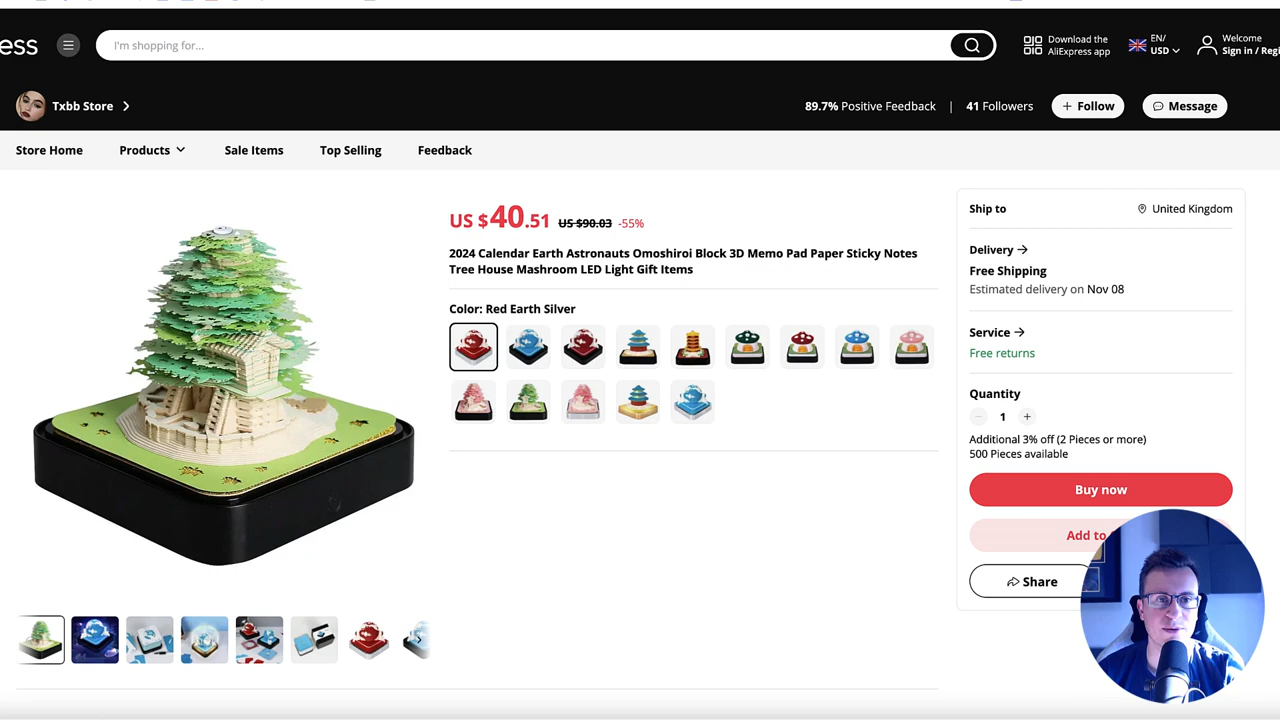 ess
I'm shopping for...
Download the
AliExpress app
EN/
USD
Welcome
Sign in / Regi
Txbb Store
89.7% Positive Feedback | 41 Followers
+ Follow
Message
Store Home
Products
Sale Items
Top Selling
Feedback
US $40.51 US $90.03 -55%
2024 Calendar Earth Astronauts Omoshiroi Block 3D Memo Pad Paper Sticky Notes
Tree House Mashroom LED Light Gift Items
Color: Red Earth Silver
Ship to
United Kingdom
Delivery
Free Shipping
Estimated delivery on Nov 08
Service
Free returns
Quantity
1
Additional 3% off (2 Pieces or more)
500 Pieces available
Buy now
Add to
Share